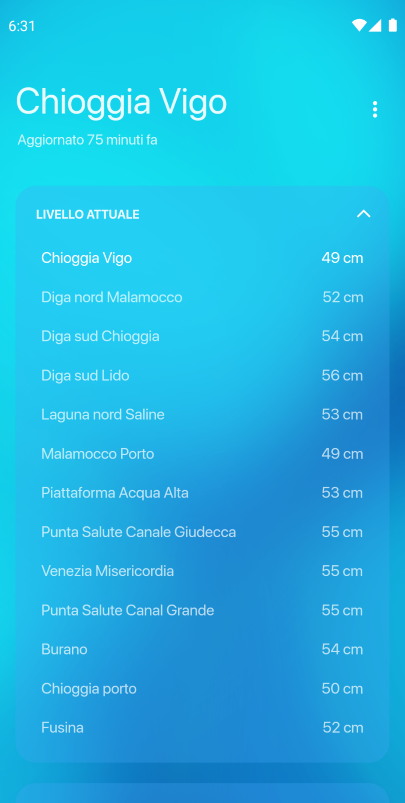 6:31
Chioggia Vigo
Aggiornato 75 minuti fa
LIVELLO ATTUALE
Chioggia Vigo 49 cm
Diga nord Malamocco 52 cm
Diga sud Chioggia 54 cm
Diga sud Lido 56 cm
Laguna nord Saline 53 cm
Malamocco Porto 49 cm
Piattaforma Acqua Alta 53 cm
Punta Salute Canale Giudecca 55 cm
Venezia Misericordia 55 cm
Punta Salute Canal Grande 55 cm
Burano 54 cm
Chioggia porto 50 cm
Fusina 52 cm